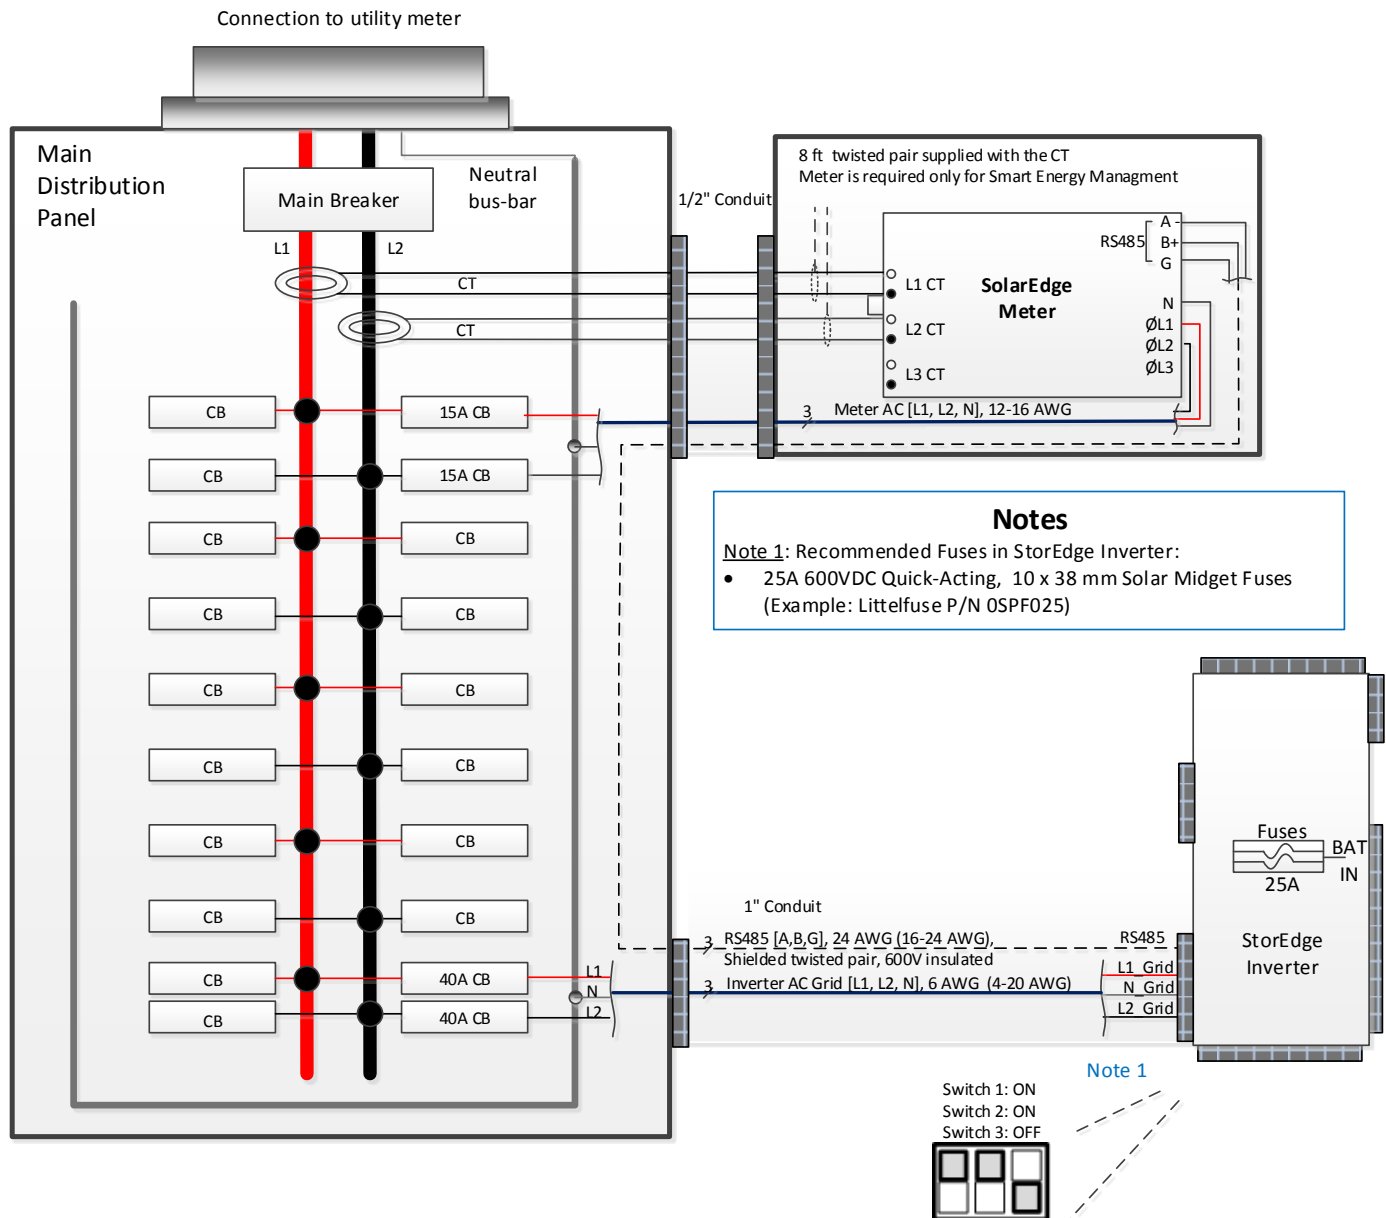 Connection to utility meter
Main
Distribution
Panel
Main Breaker
Neutral
bus-bar
L1
L2
CT
CT
1/2" Conduit
8 ft twisted pair supplied with the CT
Meter is required only for Smart Energy Managment
SolarEdge
Meter
L1 CT
L2 CT
L3 CT
RS485
A -
B+
G
N
ØL1
ØL2
ØL3
3
Meter AC [L1, L2, N], 12-16 AWG
CB
15A CB
CB
15A CB
CB
CB
CB
CB
CB
CB
CB
CB
CB
CB
CB
CB
CB
40A CB
CB
40A CB
L1
N
L2
Notes
Note 1: Recommended Fuses in StorEdge Inverter:
• 25A 600VDC Quick-Acting, 10 x 38 mm Solar Midget Fuses
(Example: Littelfuse P/N 0SPF025)
Fuses
25A
BAT
IN
StorEdge
Inverter
1" Conduit
3
RS485 [A,B,G], 24 AWG (16-24 AWG),
Shielded twisted pair, 600V insulated
3
Inverter AC Grid [L1, L2, N], 6 AWG (4-20 AWG)
RS485
L1_Grid
N_Grid
L2_Grid
Note 1
Switch 1: ON
Switch 2: ON
Switch 3: OFF